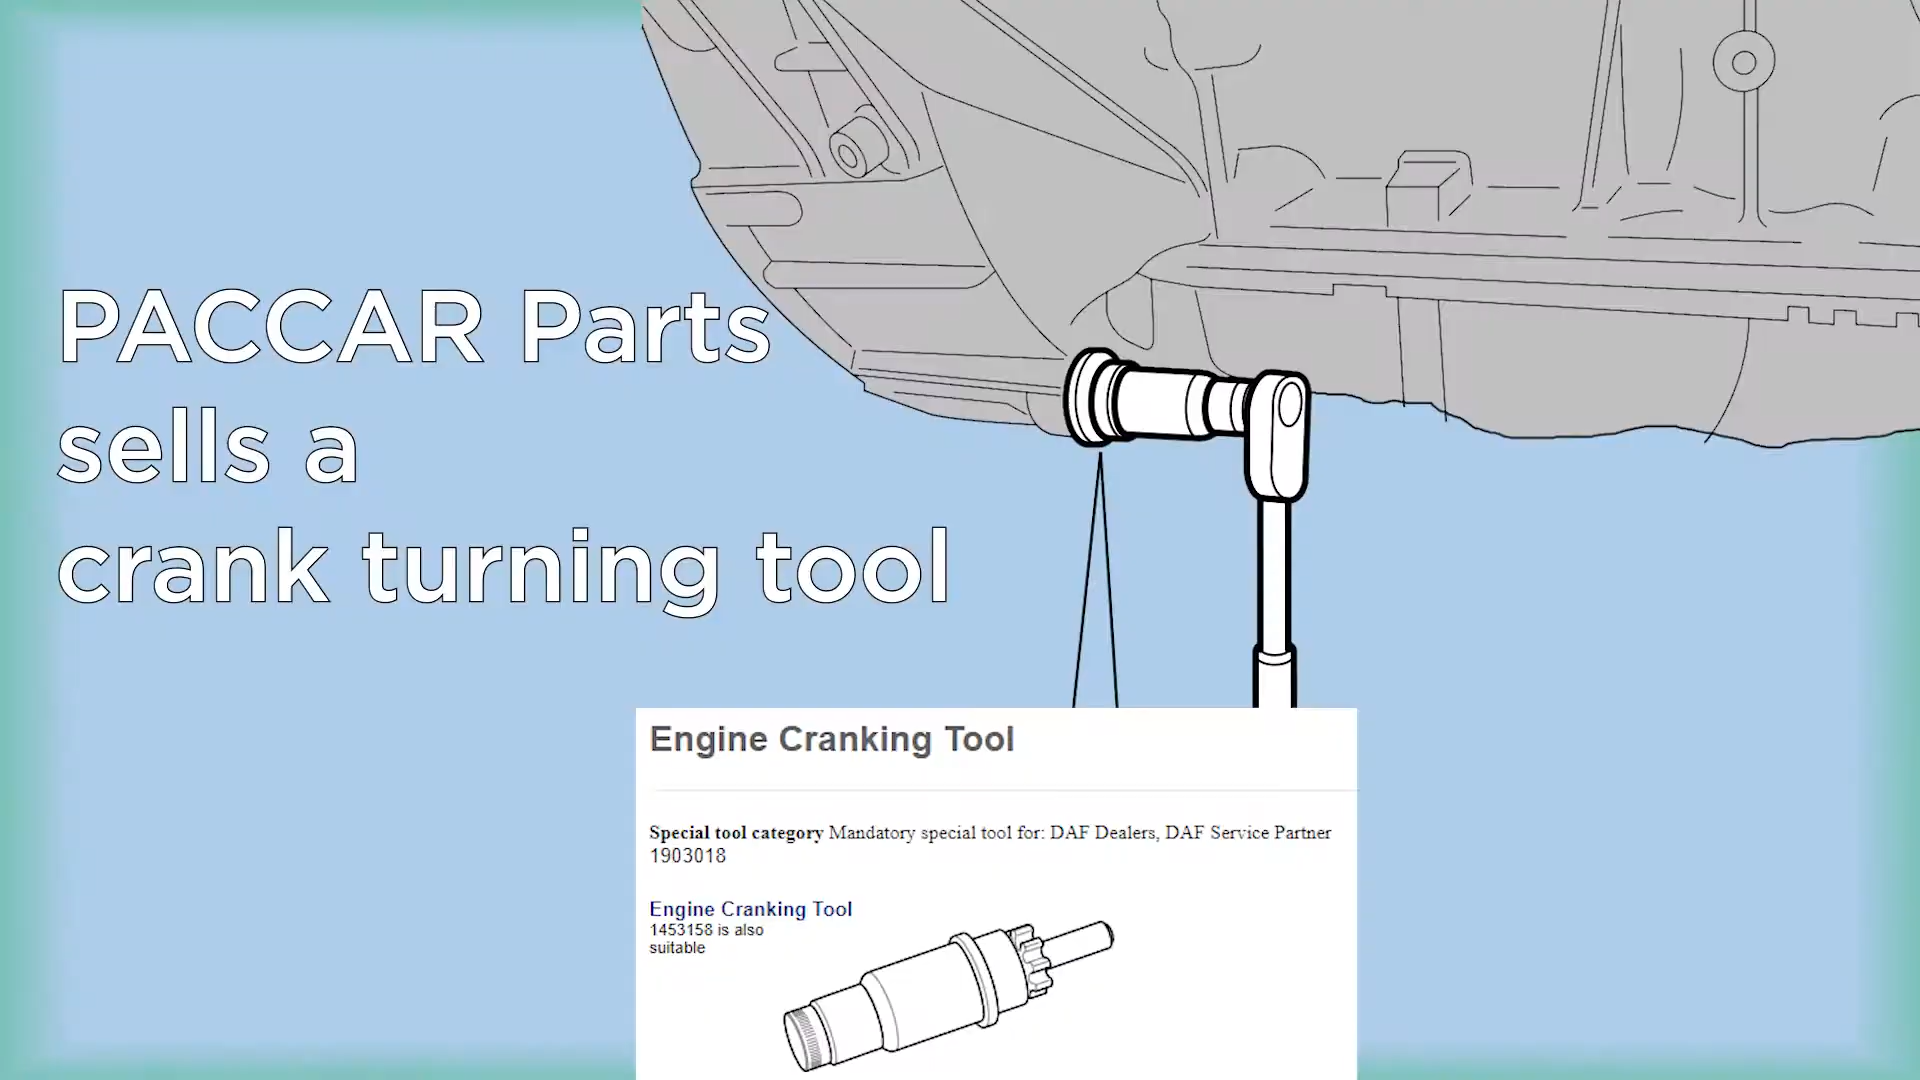 PACCAR Parts
sells a
crank turning tool
Engine Cranking Tool
Special tool category Mandatory special tool for: DAF Dealers, DAF Service Partner
1903018
Engine Cranking Tool
1453158 is also
suitable